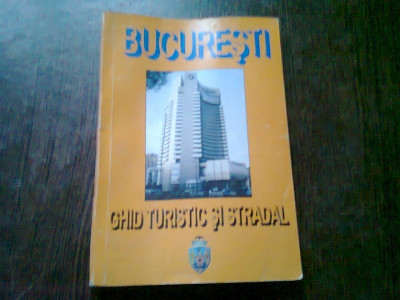 BUCUREȘTI
GHID TURISTIC ȘI STRADAL